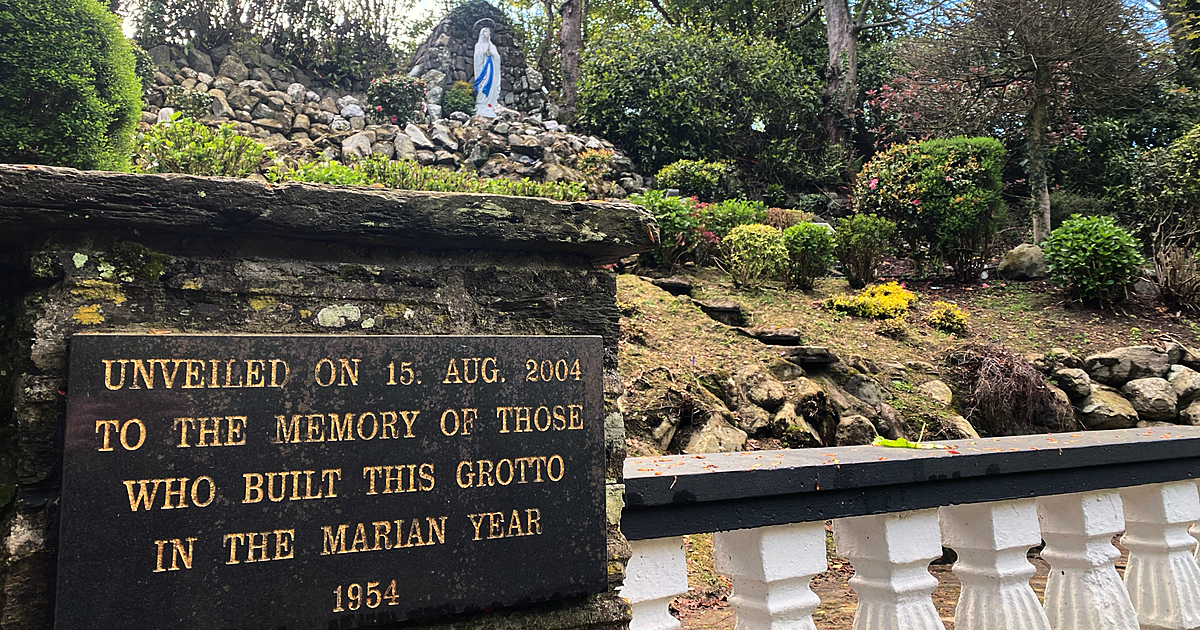 UNVEILED ON 15. AUG. 2004
TO THE MEMORY OF THOSE
WHO BUILT THIS GROTTO
IN THE MARIAN YEAR
1954